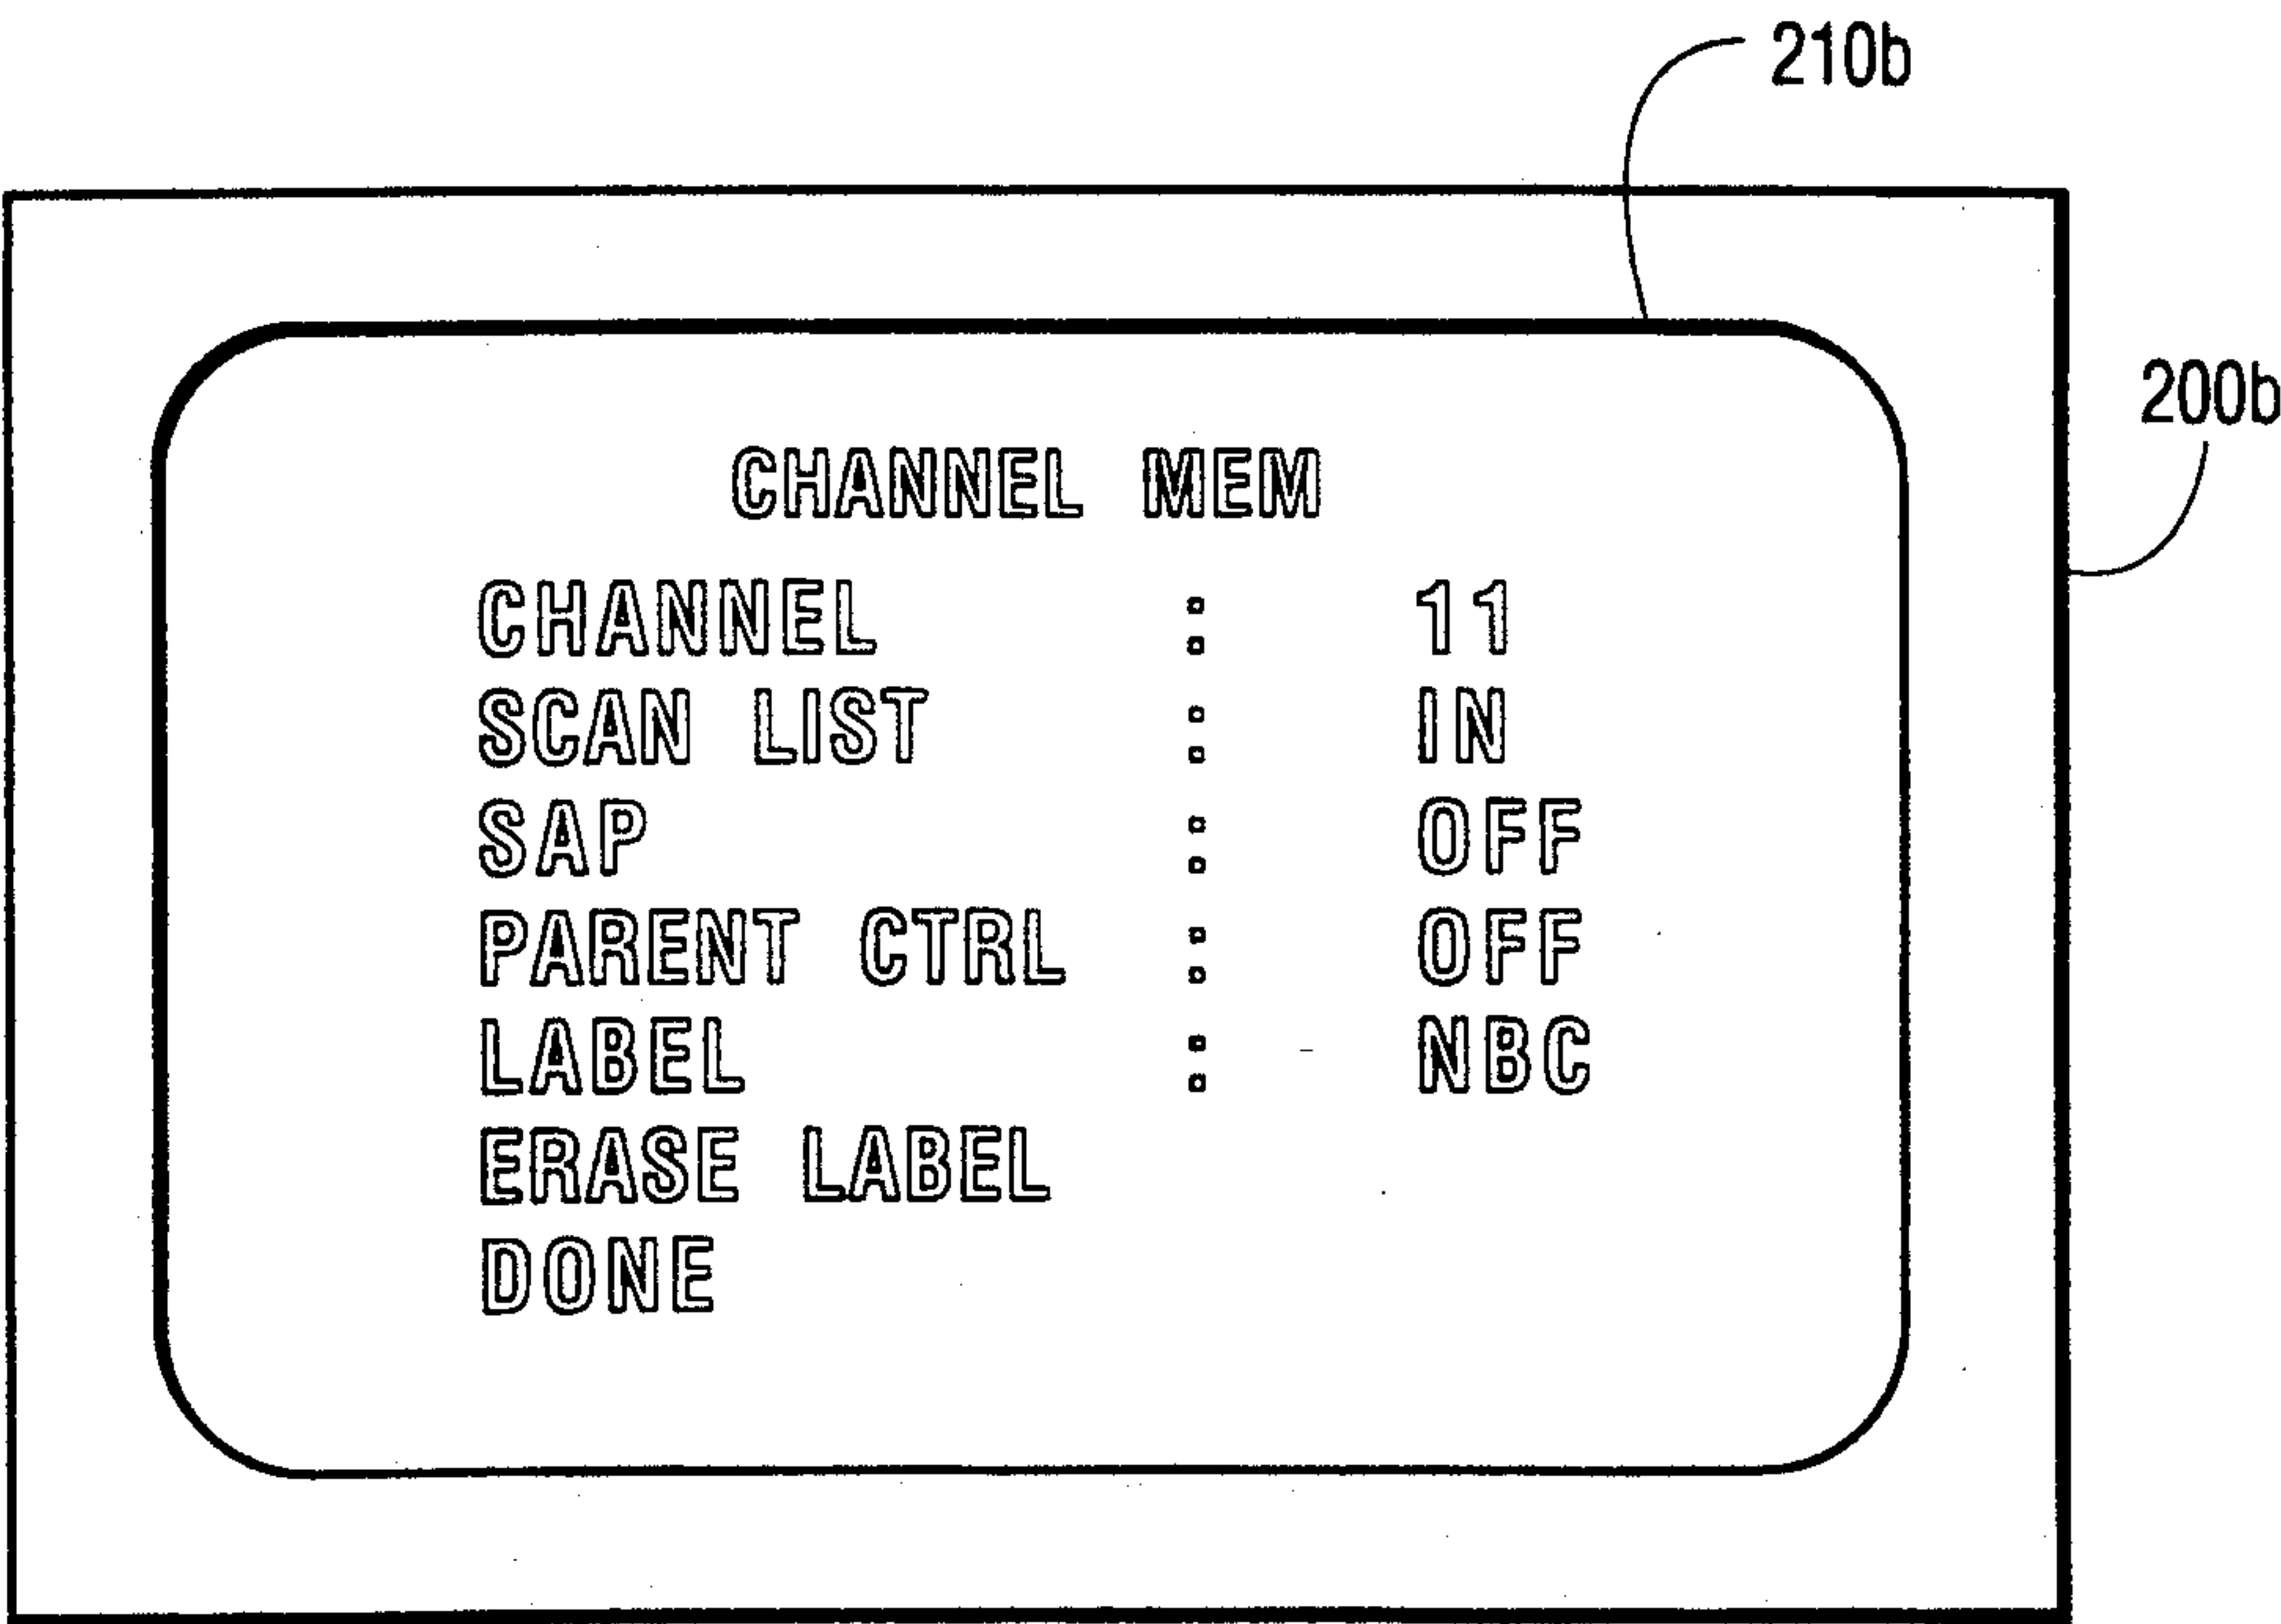 210b
200b
CHANNEL MEM
CHANNEL : 11
SCAN LIST : IN
SAP : OFF
PARENT CTRL : OFF
LABEL : NBC
ERASE LABEL
DONE